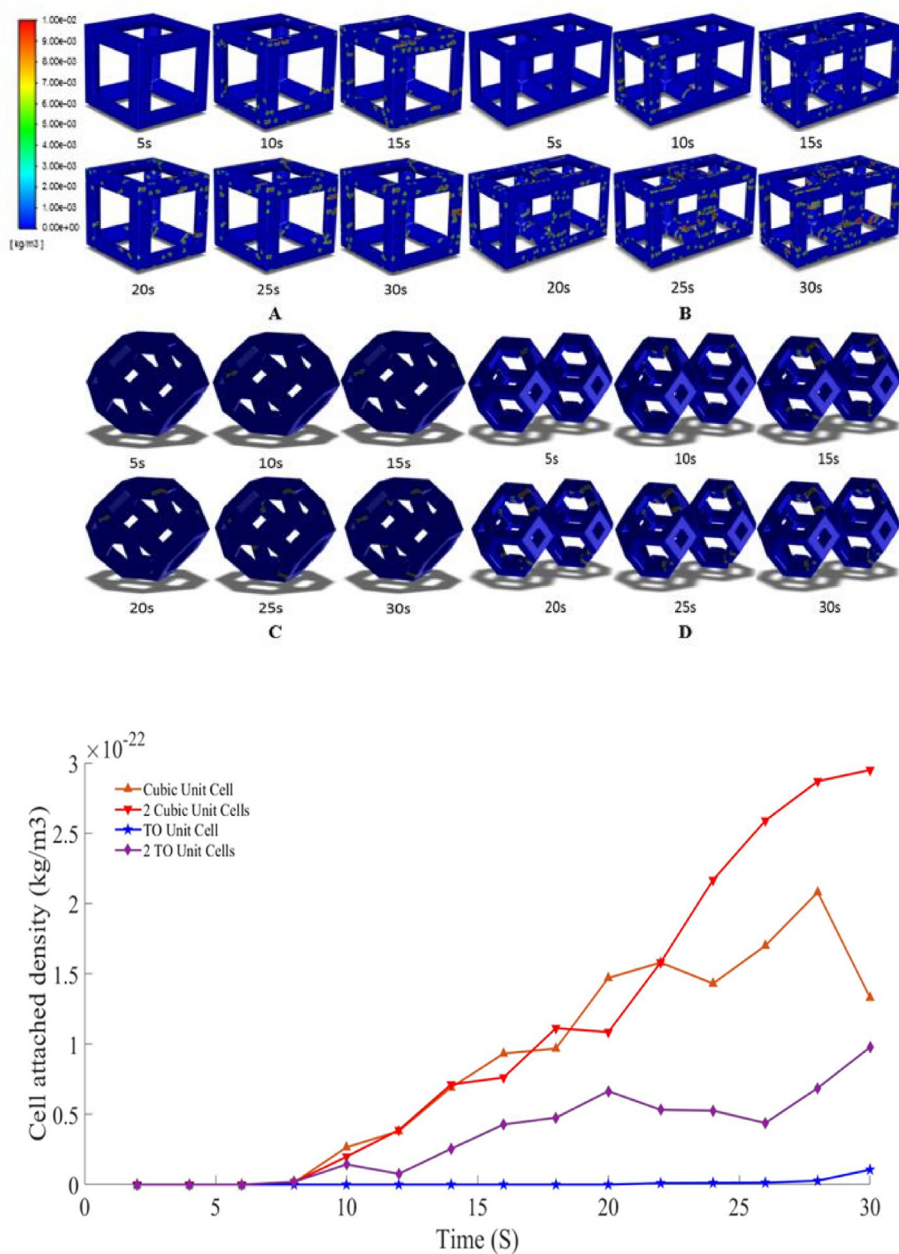 1.00e-02
9.00e-03
8.00e-03
7.00e-03
6.00e-03
5.00e-03
4.00e-03
3.00e-03
2.00e-03
1.00e-03
0.00e+00
[ kg/m3 ]
5s 10s 15s 5s 10s 15s
20s 25s 30s 20s 25s 30s
A B
5s 10s 15s 5s 10s 15s
20s 25s 30s 20s 25s 30s
C D
×10-22
3
2.5
2
1.5
1
0.5
0
Cell attached density (kg/m3)
Cubic Unit Cell
2 Cubic Unit Cells
TO Unit Cell
2 TO Unit Cells
0 5 10 15 20 25 30
Time (S)